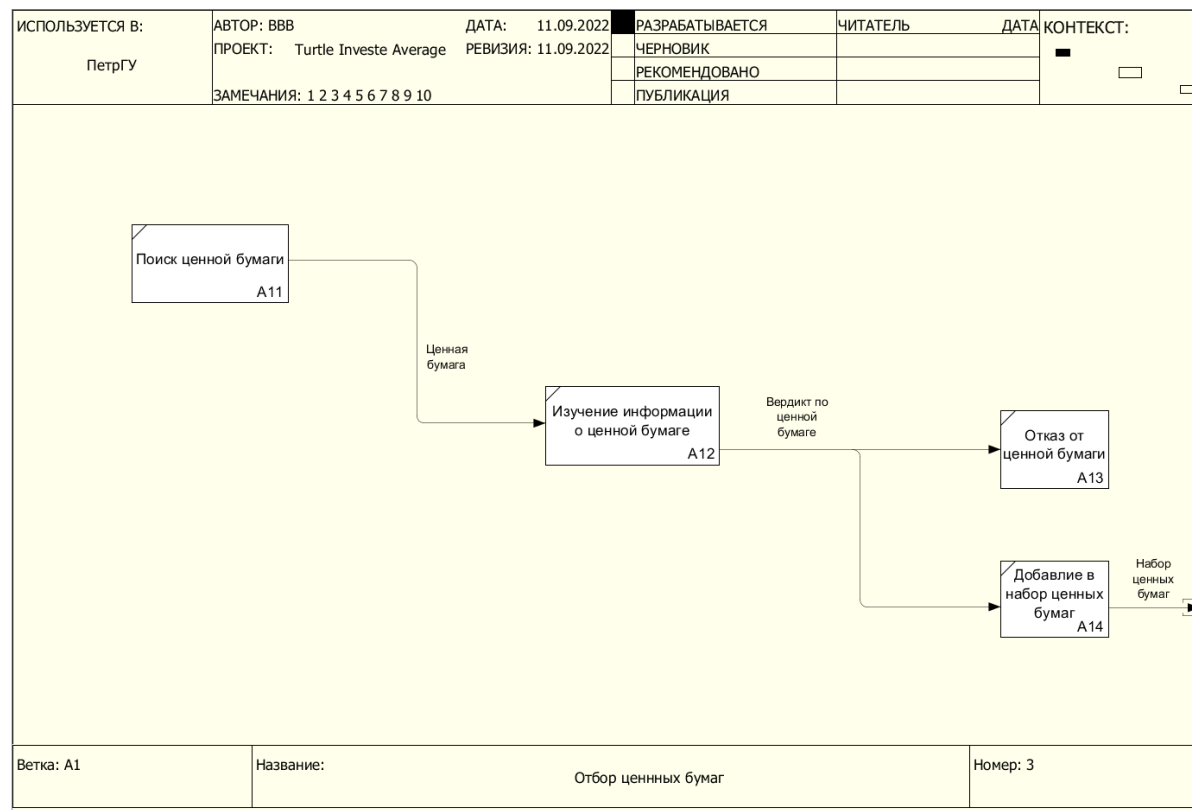 ИСПОЛЬЗУЕТСЯ В:
ПетрГУ
АВТОР: BBB
ДАТА: 11.09.2022
ПРОЕКТ: Turtle Investe Average
РЕВИЗИЯ: 11.09.2022
ЗАМЕЧАНИЯ: 1 2 3 4 5 6 7 8 9 10
РАЗРАБАТЫВАЕТСЯ
ЧЕРНОВИК
РЕКОМЕНДОВАНО
ПУБЛИКАЦИЯ
ЧИТАТЕЛЬ
ДАТА
КОНТЕКСТ:
Поиск ценной бумаги
A11
Ценная
бумага
Изучение информации
о ценной бумаге
A12
Вердикт по
ценной
бумаге
Отказ от
ценной бумаги
A13
Добавлие в
набор ценных
бумаг
A14
Набор
ценных
бумаг
Ветка: A1
Название:
Отбор ценнных бумаг
Номер: 3